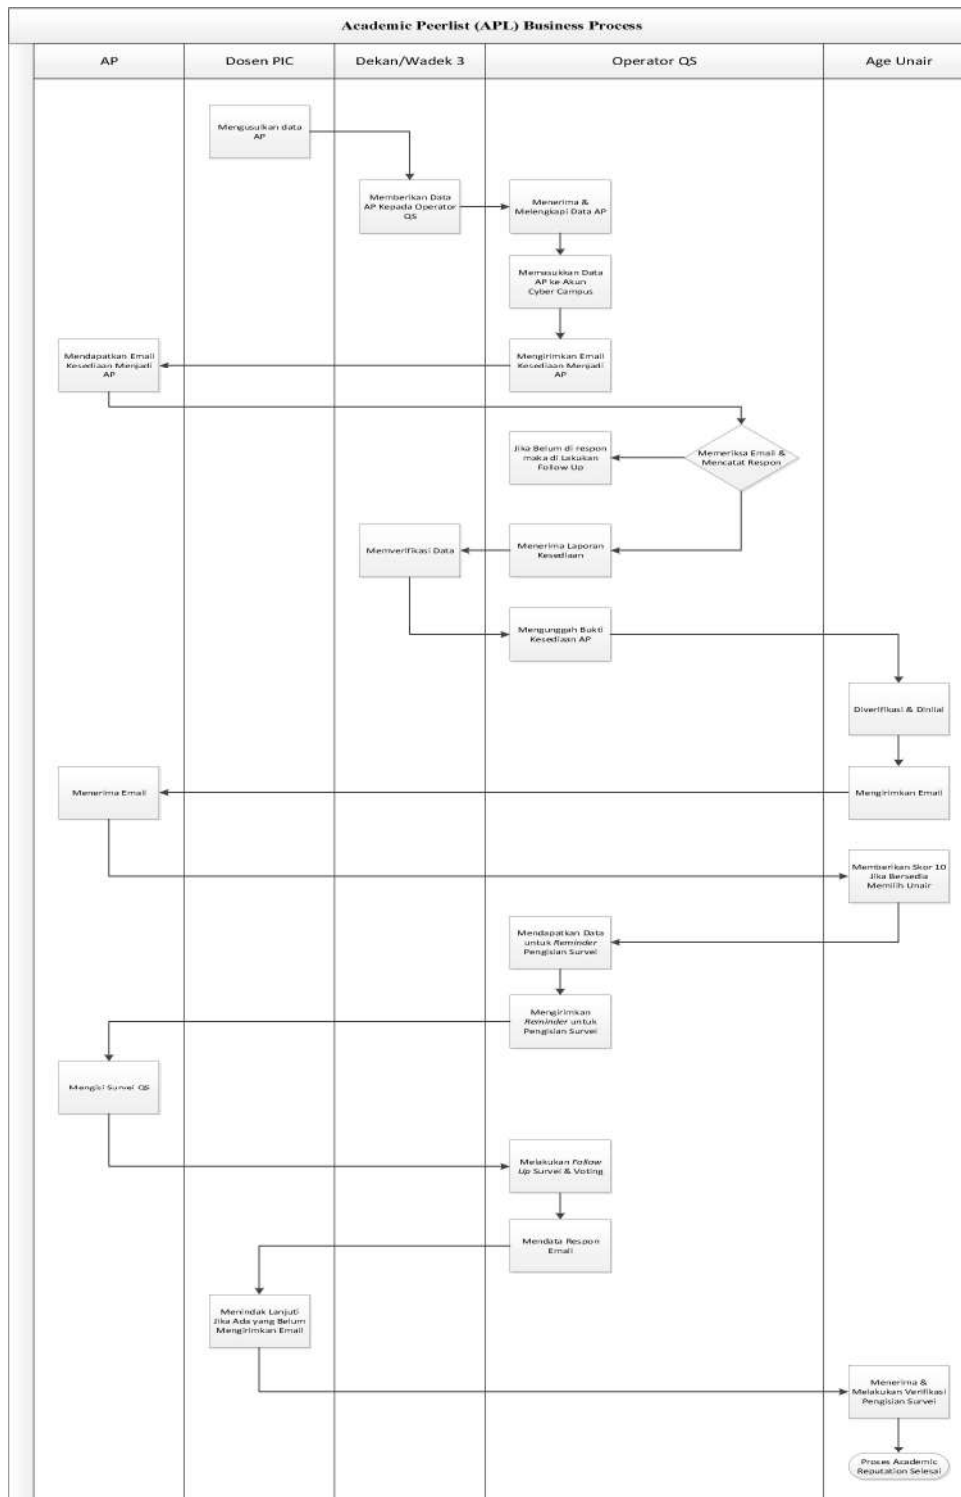 Academic Peerlist (APL) Business Process
AP
Dosen PIC
Dekan/Wadek 3
Operator QS
Age Unair
Mengusulkan data
AP
Memberikan Data
AP Kepada Operator
QS
Menerima &
Melengkapi Data AP
Memasukkan Data
AP ke Akun
Cyber Campus
Mengirimkan Email
Kesediaan Menjadi
AP
Mendapatkan Email
Kesediaan Menjadi
AP
Memeriksa Email &
Mencatat Respon
Jika Belum di respon
maka di Lakukan
Follow Up
Menerima Laporan
Kesediaan
Memverifikasi Data
Mengunggah Bukti
Kesediaan AP
Diverifikasi & Dinilai
Mengirimkan Email
Menerima Email
Memberikan Skor 10
Jika Bersedia
Memilih Unair
Mendapatkan Data
untuk Reminder
Pengisian Survei
Mengirimkan
Reminder untuk
Pengisian Survei
Mengisi Survei QS
Melakukan Follow
Up Survei & Voting
Mendata Respon
Email
Menindak Lanjuti
Jika Ada yang Belum
Mengirimkan Email
Menerima &
Melakukan Verifikasi
Pengisian Survei
Proses Academic
Reputation Selesai